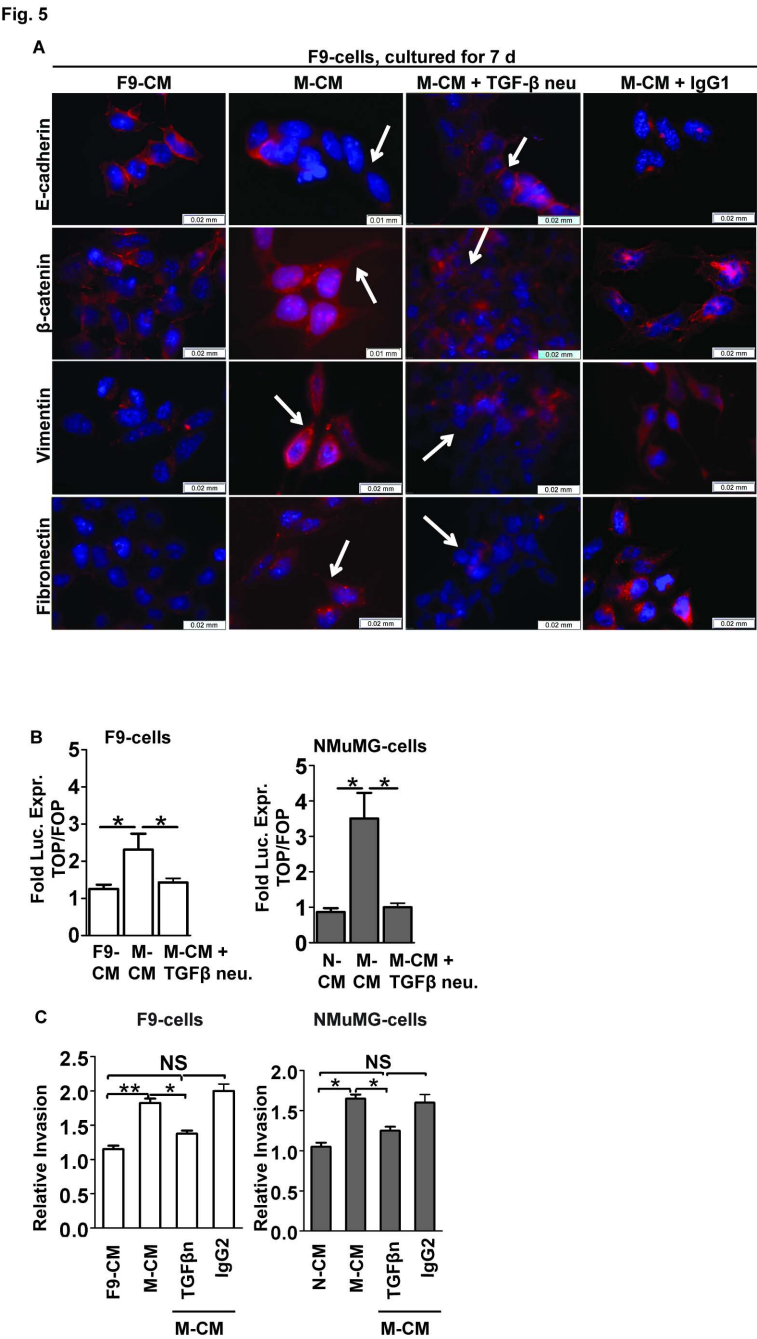 Fig. 5
A
F9-cells, cultured for 7 d
F9-CM M-CM M-CM + TGF-β neu M-CM + IgG1
E-cadherin
0.02 mm 0.01 mm 0.02 mm 0.02 mm
β-catenin
0.02 mm 0.01 mm 0.02 mm 0.02 mm
Vimentin
0.02 mm 0.02 mm 0.02 mm 0.02 mm
Fibronectin
0.02 mm 0.02 mm 0.02 mm 0.02 mm
B
F9-cells
Fold Luc. Expr.
TOP/FOP
5
4
3
2
1
0
* *
F9- M- M-CM +
CM CM TGFβ neu.
NMuMG-cells
Fold Luc. Expr.
TOP/FOP
5
4
3
2
1
0
* *
N- M- M-CM +
CM CM TGFβ neu.
C
F9-cells
Relative Invasion
2.5
2.0
1.5
1.0
0.5
0.0
NS
** *
F9-CM
M-CM
TGFβn
IgG2
M-CM
NMuMG-cells
Relative Invasion
2.0
1.5
1.0
0.5
0.0
NS
* *
N-CM
M-CM
TGFβn
IgG2
M-CM